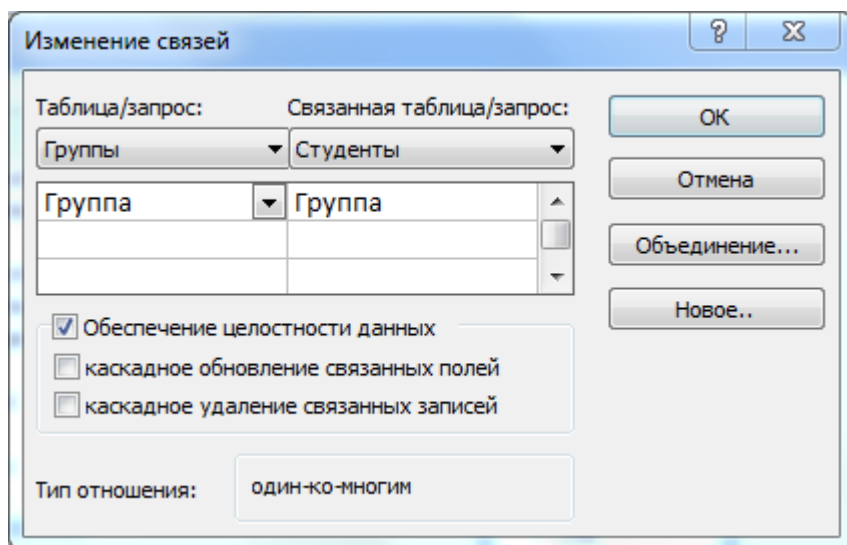 Изменение связей
Таблица/запрос: Связанная таблица/запрос:
Группы Студенты
Группа Группа
Обеспечение целостности данных
каскадное обновление связанных полей
каскадное удаление связанных записей
Тип отношения: один-ко-многим
ОК
Отмена
Объединение...
Новое..